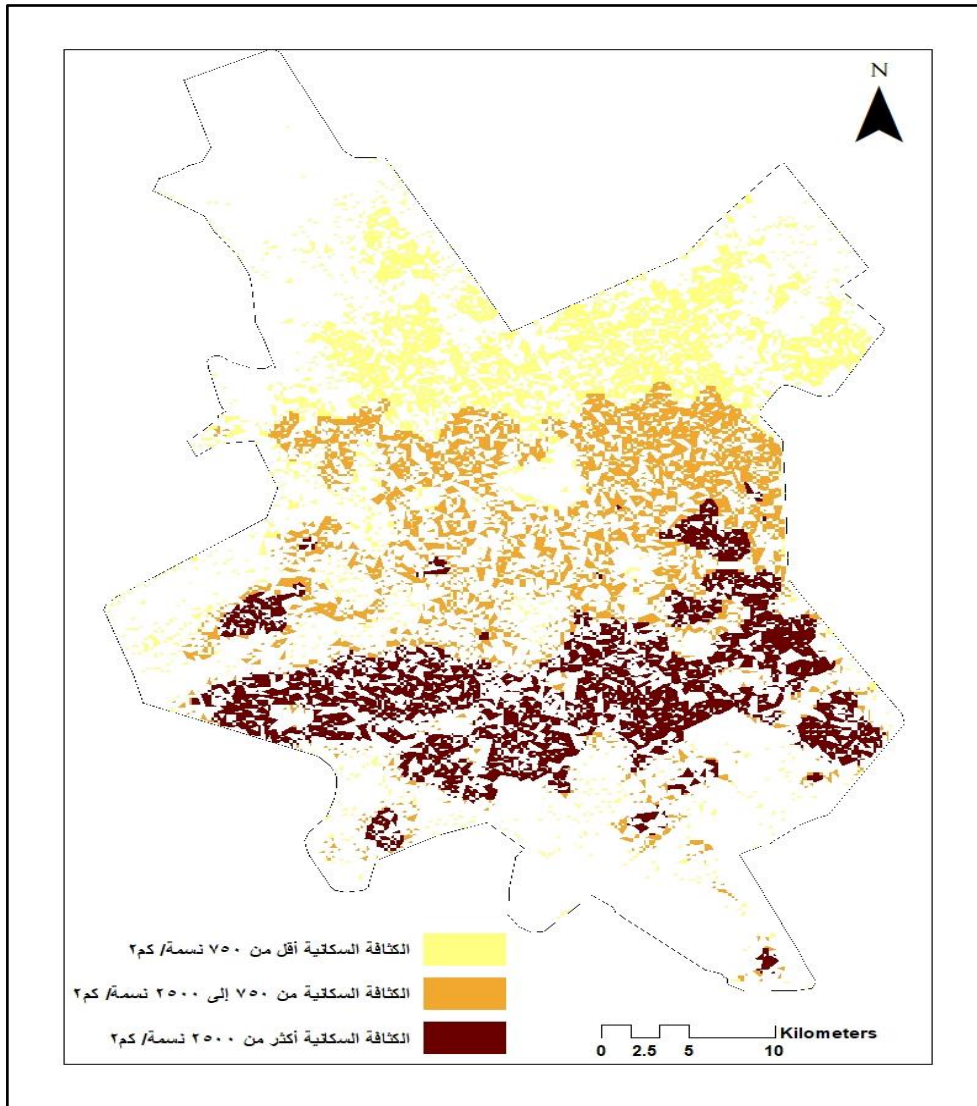 N
الكثافة السكانية أقل من ٧٥٠ نسمة/ كم٢
الكثافة السكانية من ٧٥٠ إلى ٢٥٠٠ نسمة/ كم٢
الكثافة السكانية أكثر من ٢٥٠٠ نسمة/ كم٢
Kilometers
0 2.5 5 10